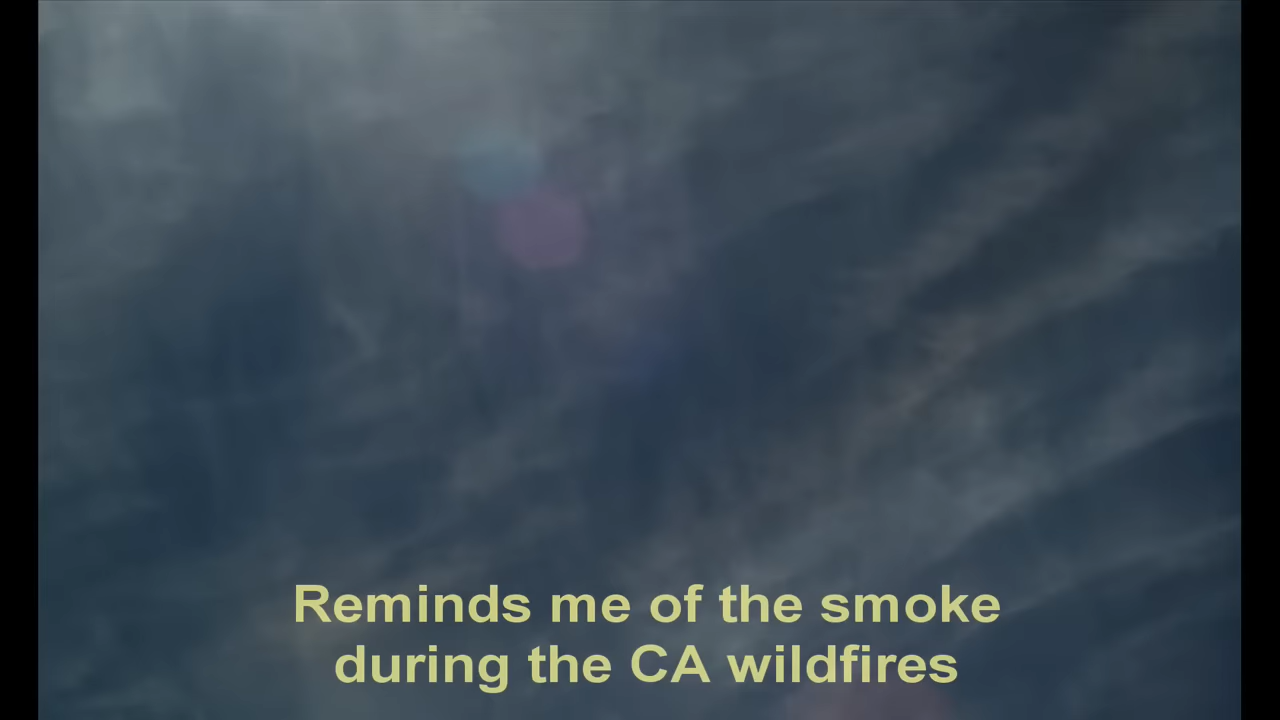 Reminds me of the smoke
during the CA wildfires